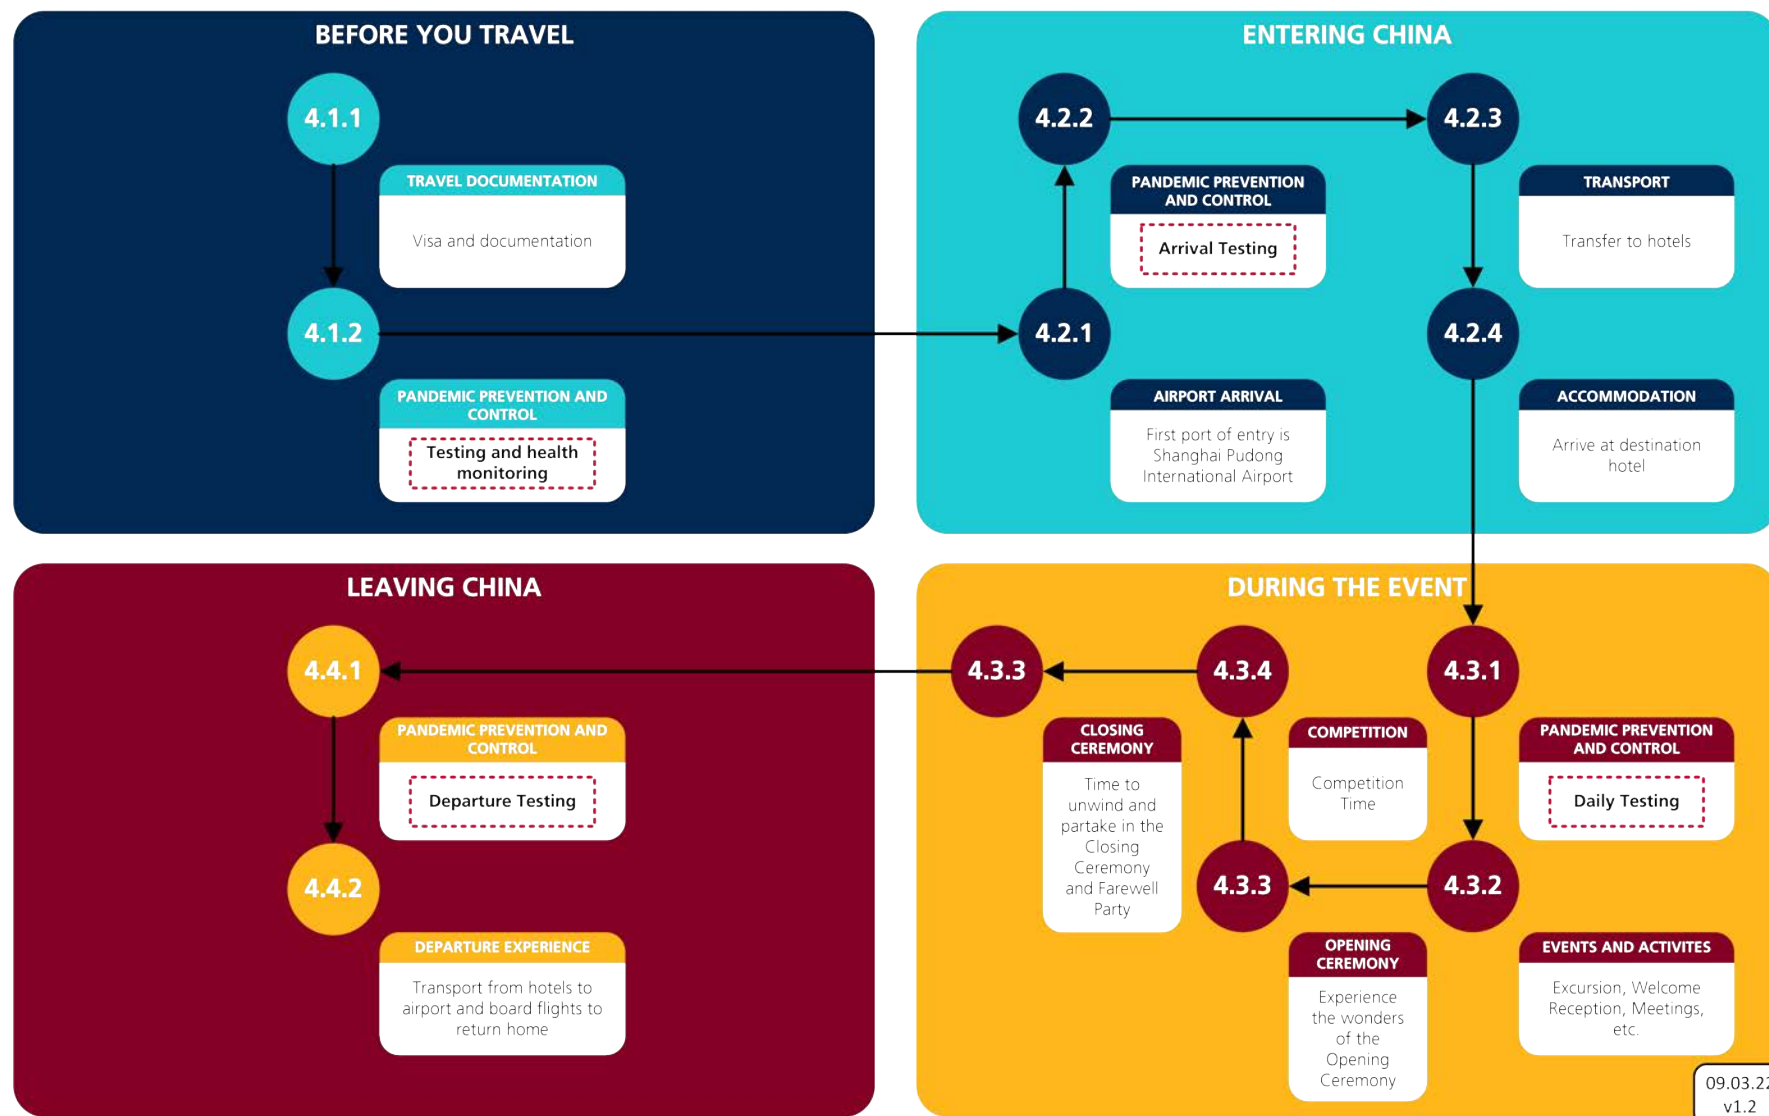 BEFORE YOU TRAVEL
4.1.1
TRAVEL DOCUMENTATION
Visa and documentation
4.1.2
PANDEMIC PREVENTION AND
CONTROL
Testing and health
monitoring
ENTERING CHINA
4.2.2
4.2.3
PANDEMIC PREVENTION
AND CONTROL
Arrival Testing
TRANSPORT
Transfer to hotels
4.2.1
4.2.4
AIRPORT ARRIVAL
First port of entry is
Shanghai Pudong
International Airport
ACCOMMODATION
Arrive at destination
hotel
LEAVING CHINA
4.4.1
PANDEMIC PREVENTION AND
CONTROL
Departure Testing
4.4.2
DEPARTURE EXPERIENCE
Transport from hotels to
airport and board flights to
return home
DURING THE EVENT
4.3.3
4.3.4
4.3.1
CLOSING
CEREMONY
Time to
unwind and
partake in the
Closing
Ceremony
and Farewell
Party
COMPETITION
Competition
Time
PANDEMIC PREVENTION
AND CONTROL
Daily Testing
4.3.3
4.3.2
OPENING
CEREMONY
Experience
the wonders
of the
Opening
Ceremony
EVENTS AND ACTIVITES
Excursion, Welcome
Reception, Meetings,
etc.
09.03.22
v1.2